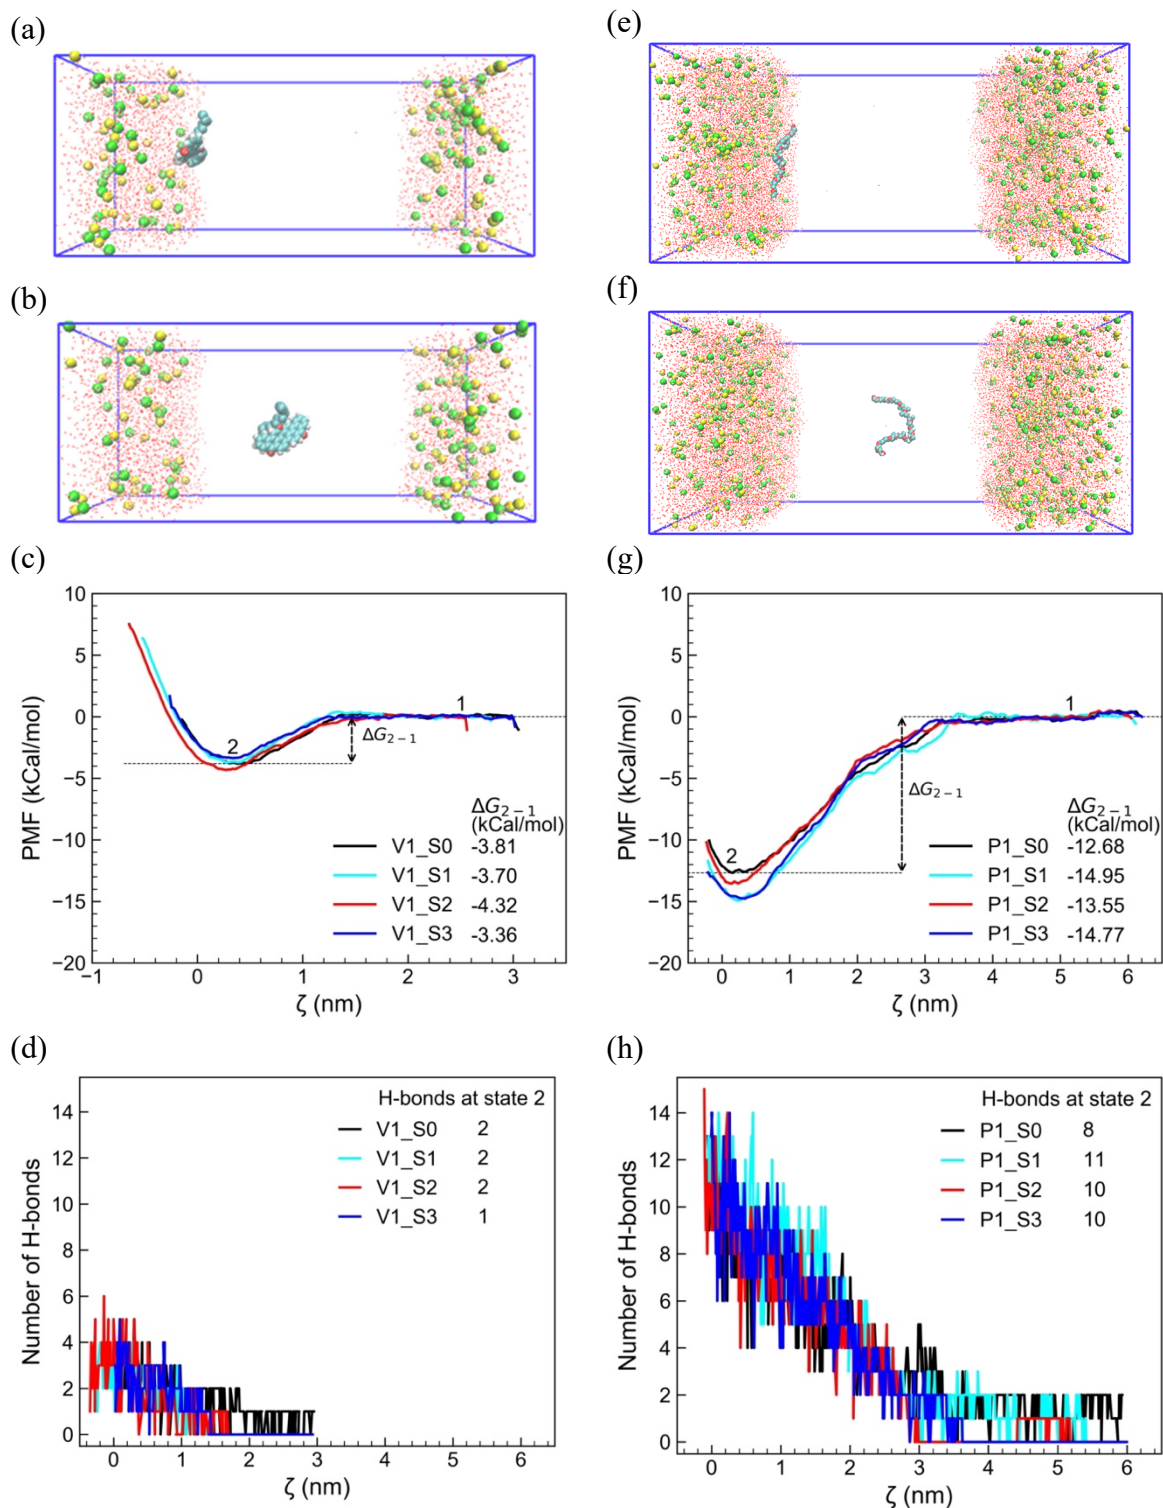 (a)
(e)
(b)
(f)
(c)
(g)
10
5
0
−5
−10
−15
−20
PMF (kCal/mol)
1
2
ΔG2−1
ΔG2−1
(kCal/mol)
V1_S0 -3.81
V1_S1 -3.70
V1_S2 -4.32
V1_S3 -3.36
−1 0 1 2 3
ζ (nm)
10
5
0
−5
−10
−15
−20
PMF (kCal/mol)
1
2
ΔG2−1
ΔG2−1
(kCal/mol)
P1_S0 -12.68
P1_S1 -14.95
P1_S2 -13.55
P1_S3 -14.77
0 1 2 3 4 5 6
ζ (nm)
(d)
(h)
14
12
10
8
6
4
2
0
Number of H-bonds
H-bonds at state 2
V1_S0 2
V1_S1 2
V1_S2 2
V1_S3 1
0 1 2 3 4 5 6
ζ (nm)
14
12
10
8
6
4
2
0
Number of H-bonds
H-bonds at state 2
P1_S0 8
P1_S1 11
P1_S2 10
P1_S3 10
0 1 2 3 4 5 6
ζ (nm)